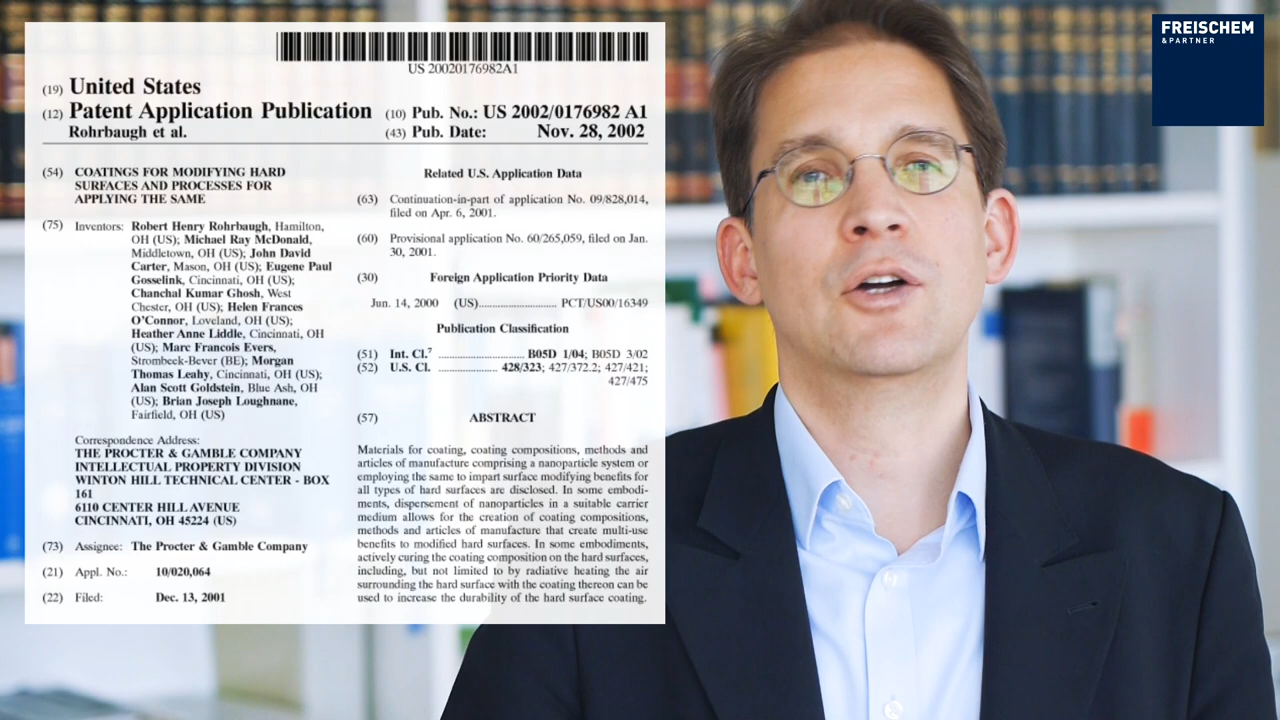 US 20020176982A1
(19) United States
(12) Patent Application Publication
Rohrbaugh et al.
(10) Pub. No.: US 2002/0176982 A1
(43) Pub. Date: Nov. 28, 2002
(54) COATINGS FOR MODIFYING HARD
SURFACES AND PROCESSES FOR
APPLYING THE SAME
(75) Inventors: Robert Henry Rohrbaugh, Hamilton,
OH (US); Michael Ray McDonald,
Middletown, OH (US); John David
Carter, Mason, OH (US); Eugene Paul
Gosselink, Cincinnati, OH (US);
Chanchal Kumar Ghosh, West
Chester, OH (US); Helen Frances
O'Connor, Loveland, OH (US);
Heather Anne Liddle, Cincinnati, OH
(US); Marc Francois Evers,
Strombeek-Bever (BE); Morgan
Thomas Leahy, Cincinnati, OH (US);
Alan Scott Goldstein, Blue Ash, OH
(US); Brian Joseph Loughnane,
Fairfield, OH (US)
Correspondence Address:
THE PROCTER & GAMBLE COMPANY
INTELLECTUAL PROPERTY DIVISION
WINTON HILL TECHNICAL CENTER - BOX
161
6110 CENTER HILL AVENUE
CINCINNATI, OH 45224 (US)
(73) Assignee: The Procter & Gamble Company
(21) Appl. No.: 10/020,064
(22) Filed: Dec. 13, 2001
Related U.S. Application Data
(63) Continuation-in-part of application No. 09/828,014,
filed on Apr. 6, 2001.
(60) Provisional application No. 60/265,059, filed on Jan.
30, 2001.
(30) Foreign Application Priority Data
Jun. 14, 2000 (US)............................ PCT/US00/16349
Publication Classification
(51) Int. Cl.7 ............................ B05D 1/04; B05D 3/02
(52) U.S. Cl. .................... 428/323; 427/372.2; 427/421;
427/475
(57) ABSTRACT
Materials for coating, coating compositions, methods and
articles of manufacture comprising a nanoparticle system or
employing the same to impart surface modifying benefits for
all types of hard surfaces are disclosed. In some embodi-
ments, dispersement of nanoparticles in a suitable carrier
medium allows for the creation of coating compositions,
methods and articles of manufacture that create multi-use
benefits to modified hard surfaces. In some embodiments,
actively curing the coating composition on the hard surfaces,
including, but not limited to by radiative heating the air
surrounding the hard surface with the coating thereon can be
used to increase the durability of the hard surface coating.
FREISCHEM
& PARTNER